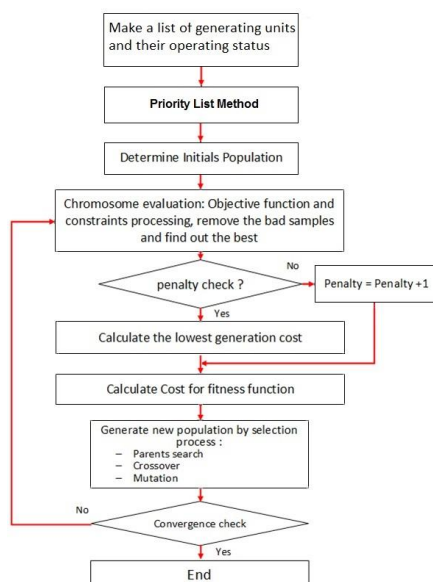 Make a list of generating units
and their operating status
Priority List Method
Determine Initials Population
Chromosome evaluation: Objective function and
constraints processing, remove the bad samples
and find out the best
No
penalty check ?
Penalty = Penalty +1
Yes
Calculate the lowest generation cost
Calculate Cost for fitness function
Generate new population by selection
process :
– Parents search
– Crossover
– Mutation
No
Convergence check
Yes
End